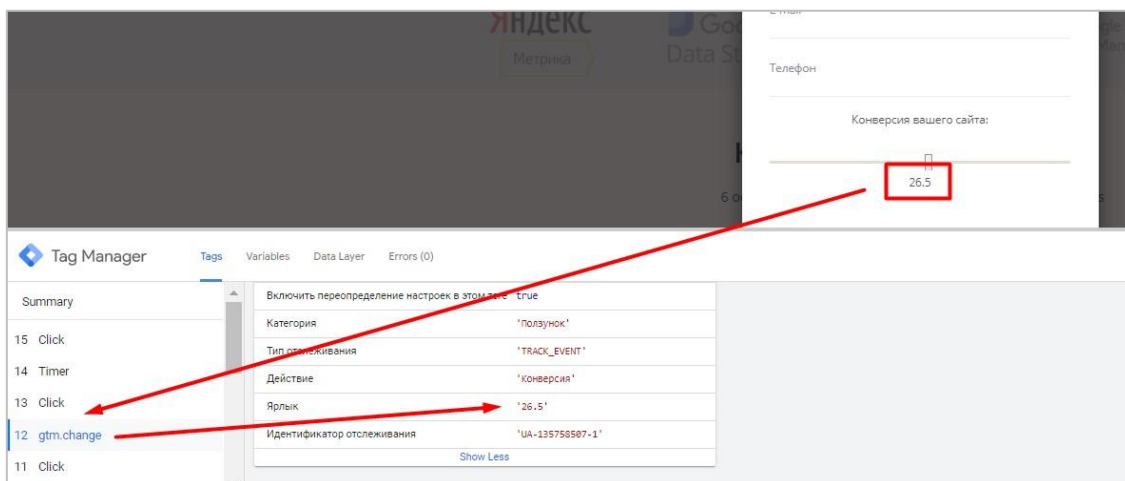 Яндекс
Метрика
Data St
Телефон
Конверсия вашего сайта:
26.5
Tag Manager
Tags
Variables
Data Layer
Errors (0)
Summary
15 Click
14 Timer
13 Click
12 gtm.change
11 Click
Включить переопределение настроек в этом теге true
Категория 'Ползунок'
Тип отслеживания 'TRACK_EVENT'
Действие 'Конверсия'
Ярлык '26.5'
Идентификатор отслеживания 'UA-135758507-1'
Show Less